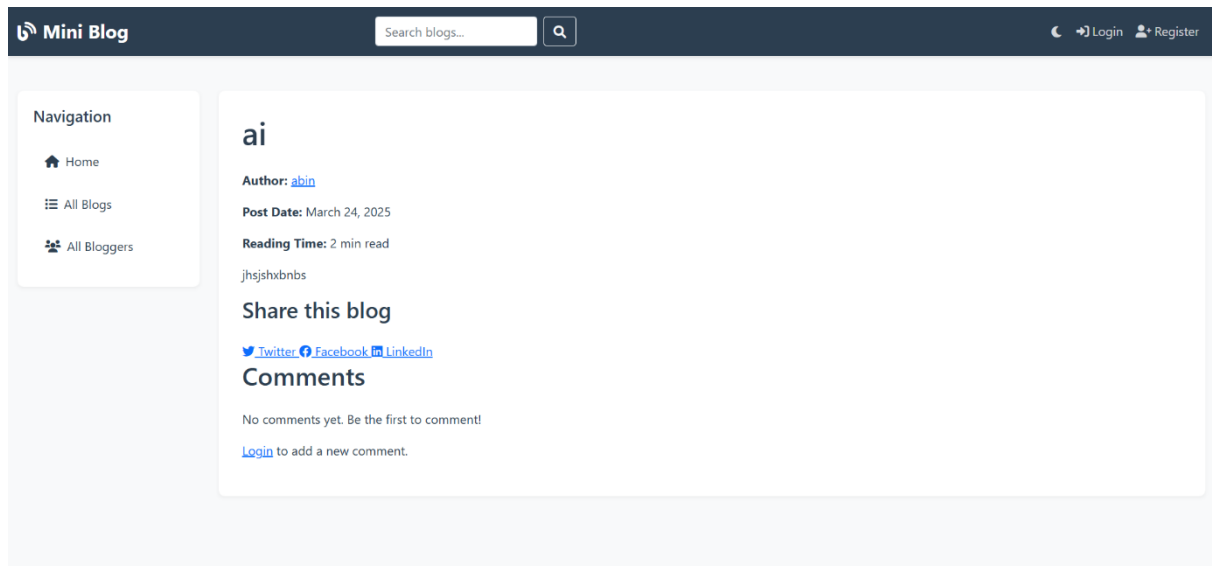 Mini Blog
Search blogs...
Login
Register
Navigation
Home
All Blogs
All Bloggers
ai
Author: abin
Post Date: March 24, 2025
Reading Time: 2 min read
jhsjshxbnbs
Share this blog
Twitter Facebook LinkedIn
Comments
No comments yet. Be the first to comment!
Login to add a new comment.